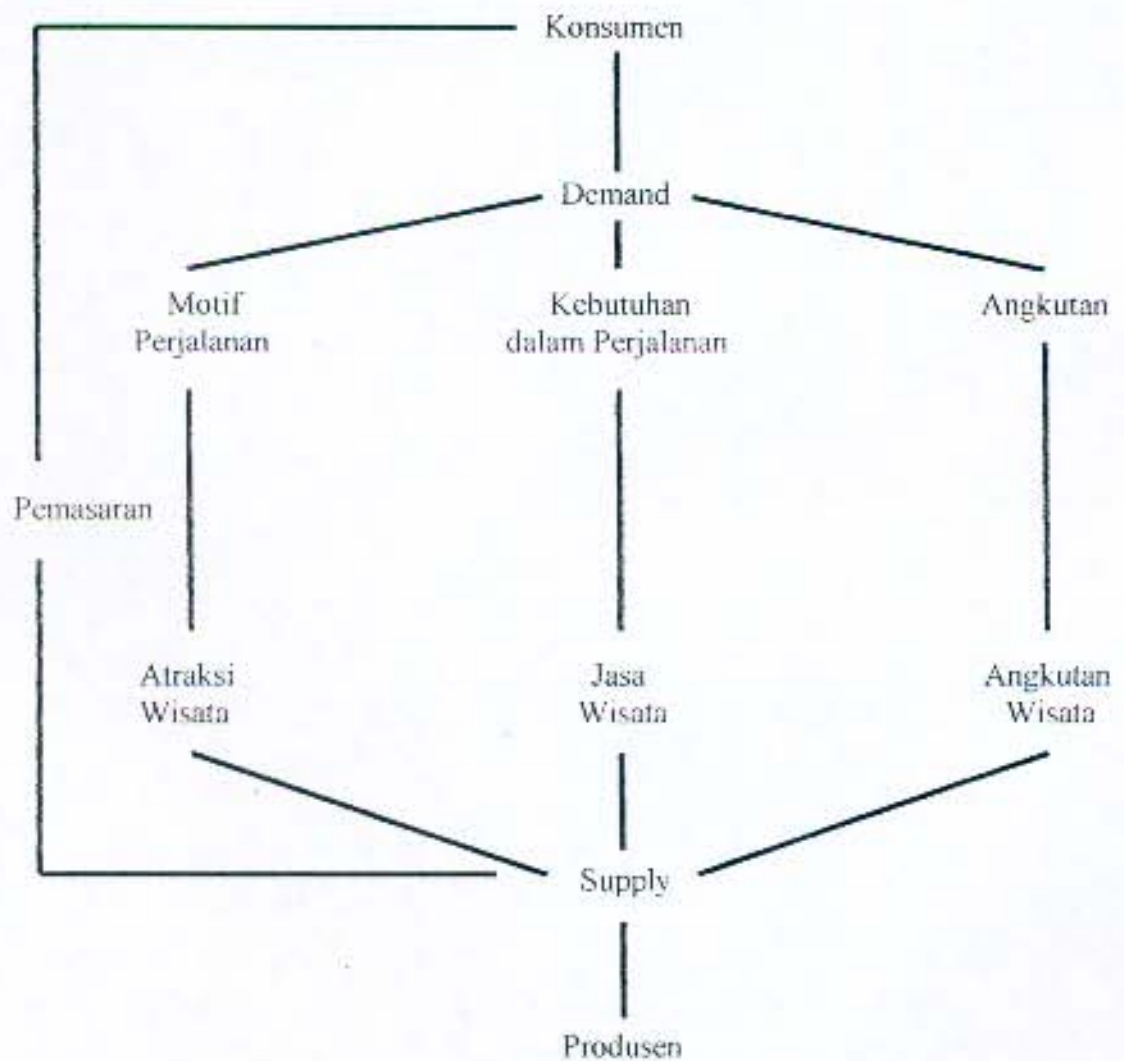 Konsumen
Demand
Motif
Perjalanan
Kebutuhan
dalam Perjalanan
Angkutan
Pemasaran
Atraksi
Wisata
Jasa
Wisata
Angkutan
Wisata
Supply
Produsen